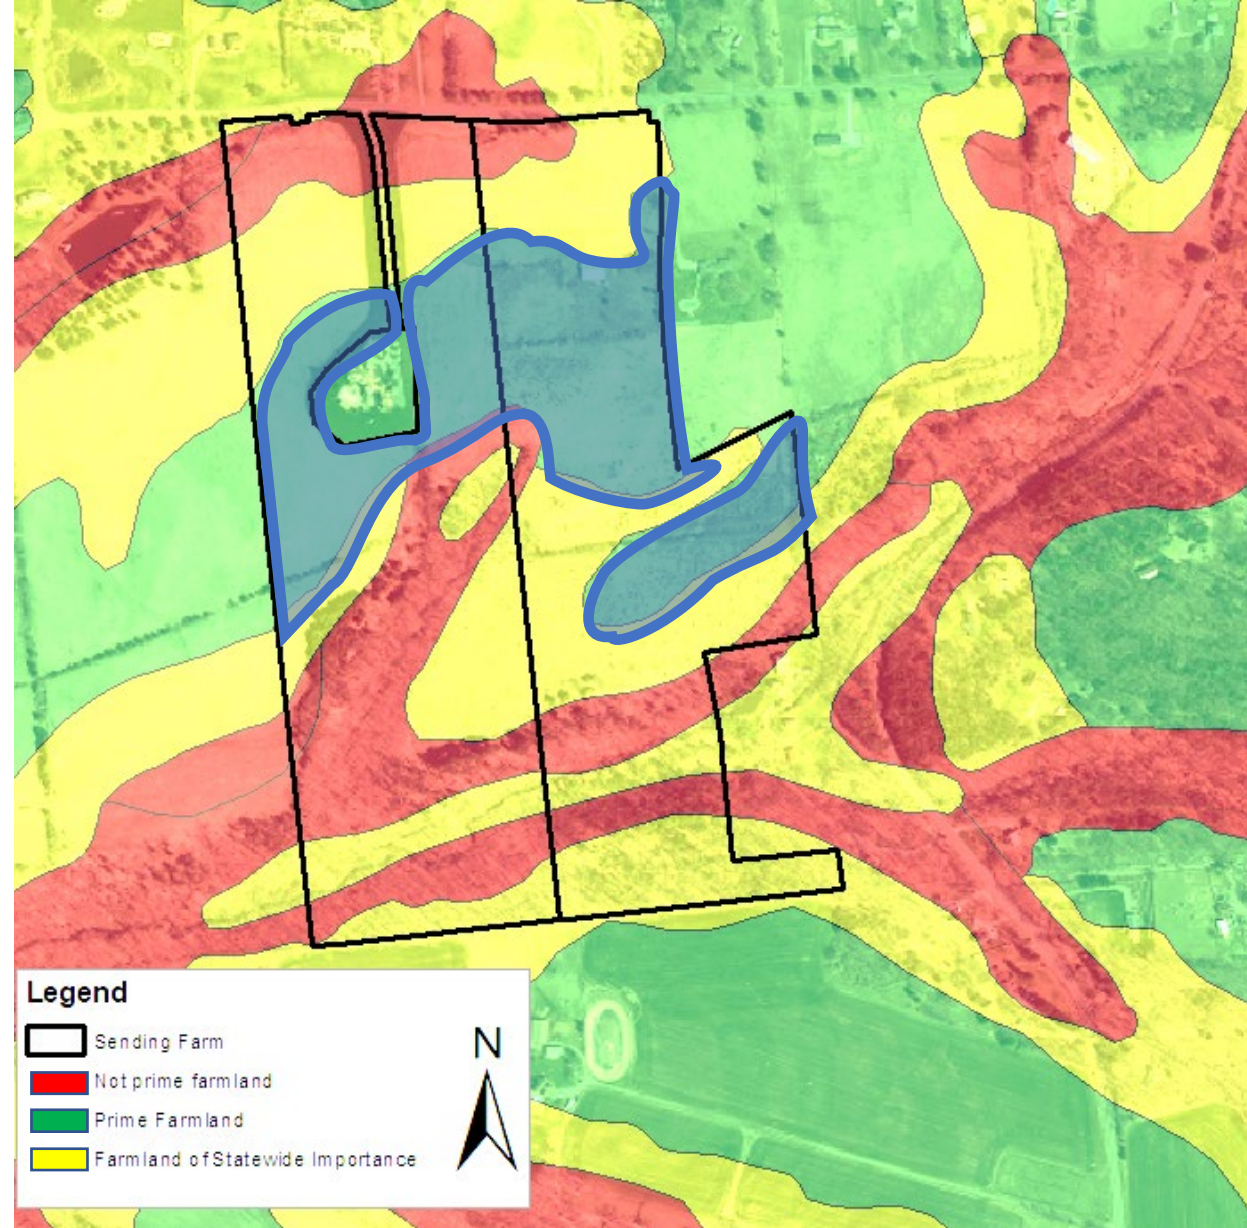 Legend
Sending Farm
N
Not prime farmland
Prime Farmland
Farmland of Statewide Importance